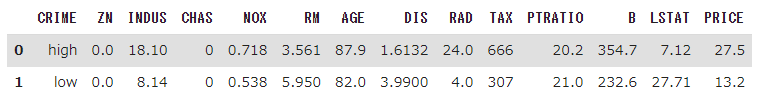 CRIME ZN INDUS CHAS NOX RM AGE DIS RAD TAX PTRATIO B LSTAT PRICE
0 high 0.0 18.10 0 0.718 3.561 87.9 1.6132 24.0 666 20.2 354.7 7.12 27.5
1 low 0.0 8.14 0 0.538 5.950 82.0 3.9900 4.0 307 21.0 232.6 27.71 13.2